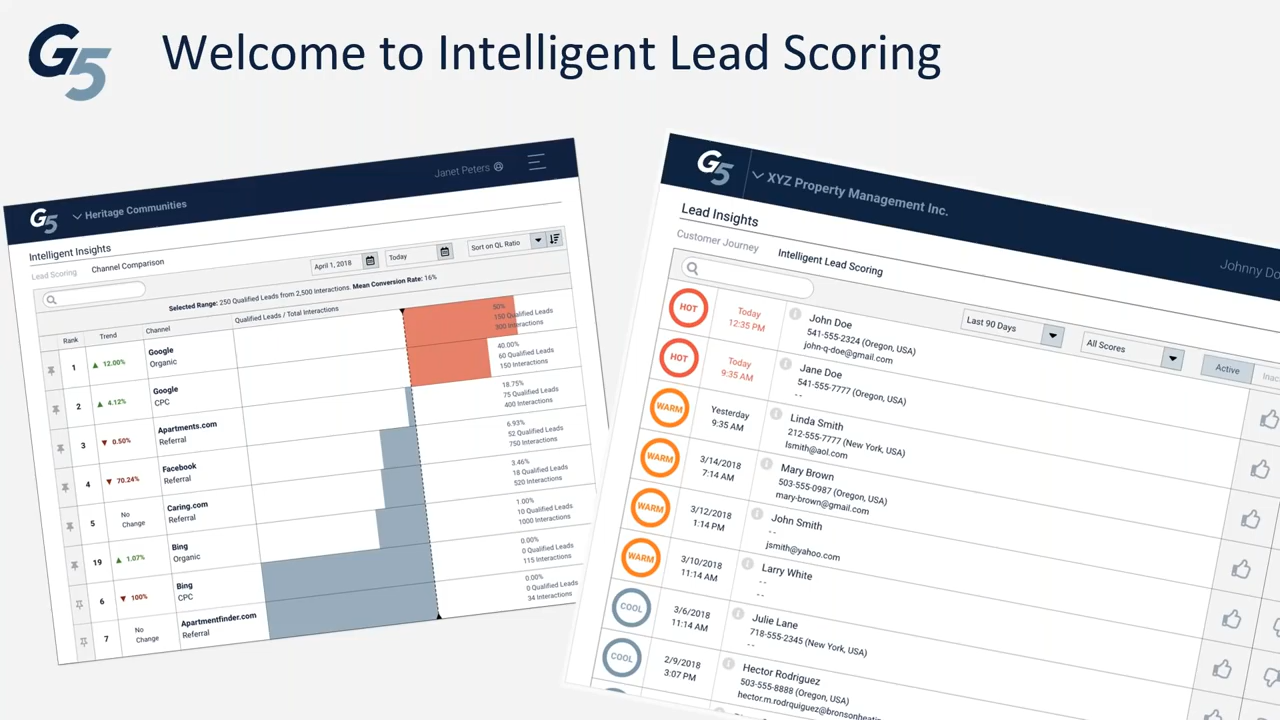 G5
Welcome to Intelligent Lead Scoring
Janet Peters
G5
Heritage Communities
Intelligent Insights
Lead Scoring
Channel Comparison
April 1, 2018
Today
Sort on QL Ratio
Selected Range: 250 Qualified Leads from 2,500 Interactions. Mean Conversion Rate: 16%
Rank
Trend
Channel
Qualified Leads / Total Interactions
1
12.00%
Google
Organic
50%
150 Qualified Leads
300 Interactions
2
4.12%
Google
CPC
40.00%
60 Qualified Leads
150 Interactions
3
0.50%
Apartments.com
Referral
18.75%
75 Qualified Leads
400 Interactions
4
70.24%
Facebook
Referral
6.93%
52 Qualified Leads
750 Interactions
5
No
Change
Caring.com
Referral
3.46%
18 Qualified Leads
520 Interactions
19
1.07%
Bing
Organic
1.00%
10 Qualified Leads
1000 Interactions
6
100%
Bing
CPC
0.00%
0 Qualified Leads
115 Interactions
7
No
Change
Apartmentfinder.com
Referral
0.00%
0 Qualified Leads
34 Interactions
G5
XYZ Property Management Inc.
Johnny Do
Lead Insights
Customer Journey
Intelligent Lead Scoring
Last 90 Days
All Scores
Active
Inac
HOT
Today
12:35 PM
John Doe
541-555-2324 (Oregon, USA)
john-q-doe@gmail.com
HOT
Today
9:35 AM
Jane Doe
541-555-7777 (Oregon, USA)
- -
WARM
Yesterday
9:35 AM
Linda Smith
212-555-7777 (New York, USA)
lsmith@aol.com
WARM
3/14/2018
7:14 AM
Mary Brown
503-555-0987 (Oregon, USA)
mary-brown@gmail.com
WARM
3/12/2018
1:14 PM
John Smith
- -
jsmith@yahoo.com
WARM
3/10/2018
11:14 AM
Larry White
- -
- -
COOL
3/6/2018
11:14 AM
Julie Lane
718-555-2345 (New York, USA)
- -
COOL
2/9/2018
3:07 PM
Hector Rodriguez
503-555-8888 (Oregon, USA)
hector.m.rodrquiguez@bronsonheati